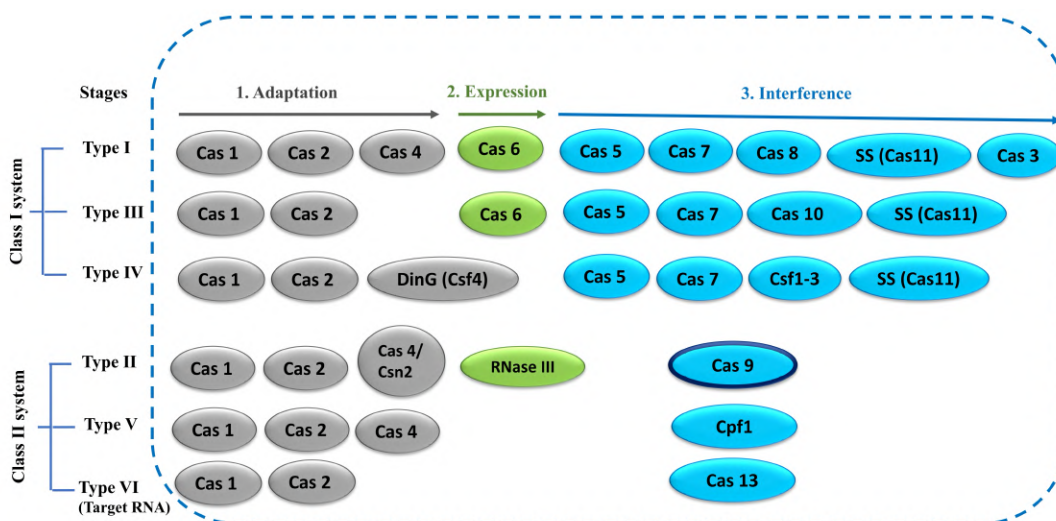 Stages
1. Adaptation
2. Expression
3. Interference
Class I system
Type I
Cas 1
Cas 2
Cas 4
Cas 6
Cas 5
Cas 7
Cas 8
SS (Cas11)
Cas 3
Type III
Cas 1
Cas 2
Cas 6
Cas 5
Cas 7
Cas 10
SS (Cas11)
Type IV
Cas 1
Cas 2
DinG (Csf4)
Cas 5
Cas 7
Csf1-3
SS (Cas11)
Class II system
Type II
Cas 1
Cas 2
Cas 4/
Csn2
RNase III
Cas 9
Type V
Cas 1
Cas 2
Cas 4
Cpf1
Type VI
(Target RNA)
Cas 1
Cas 2
Cas 13